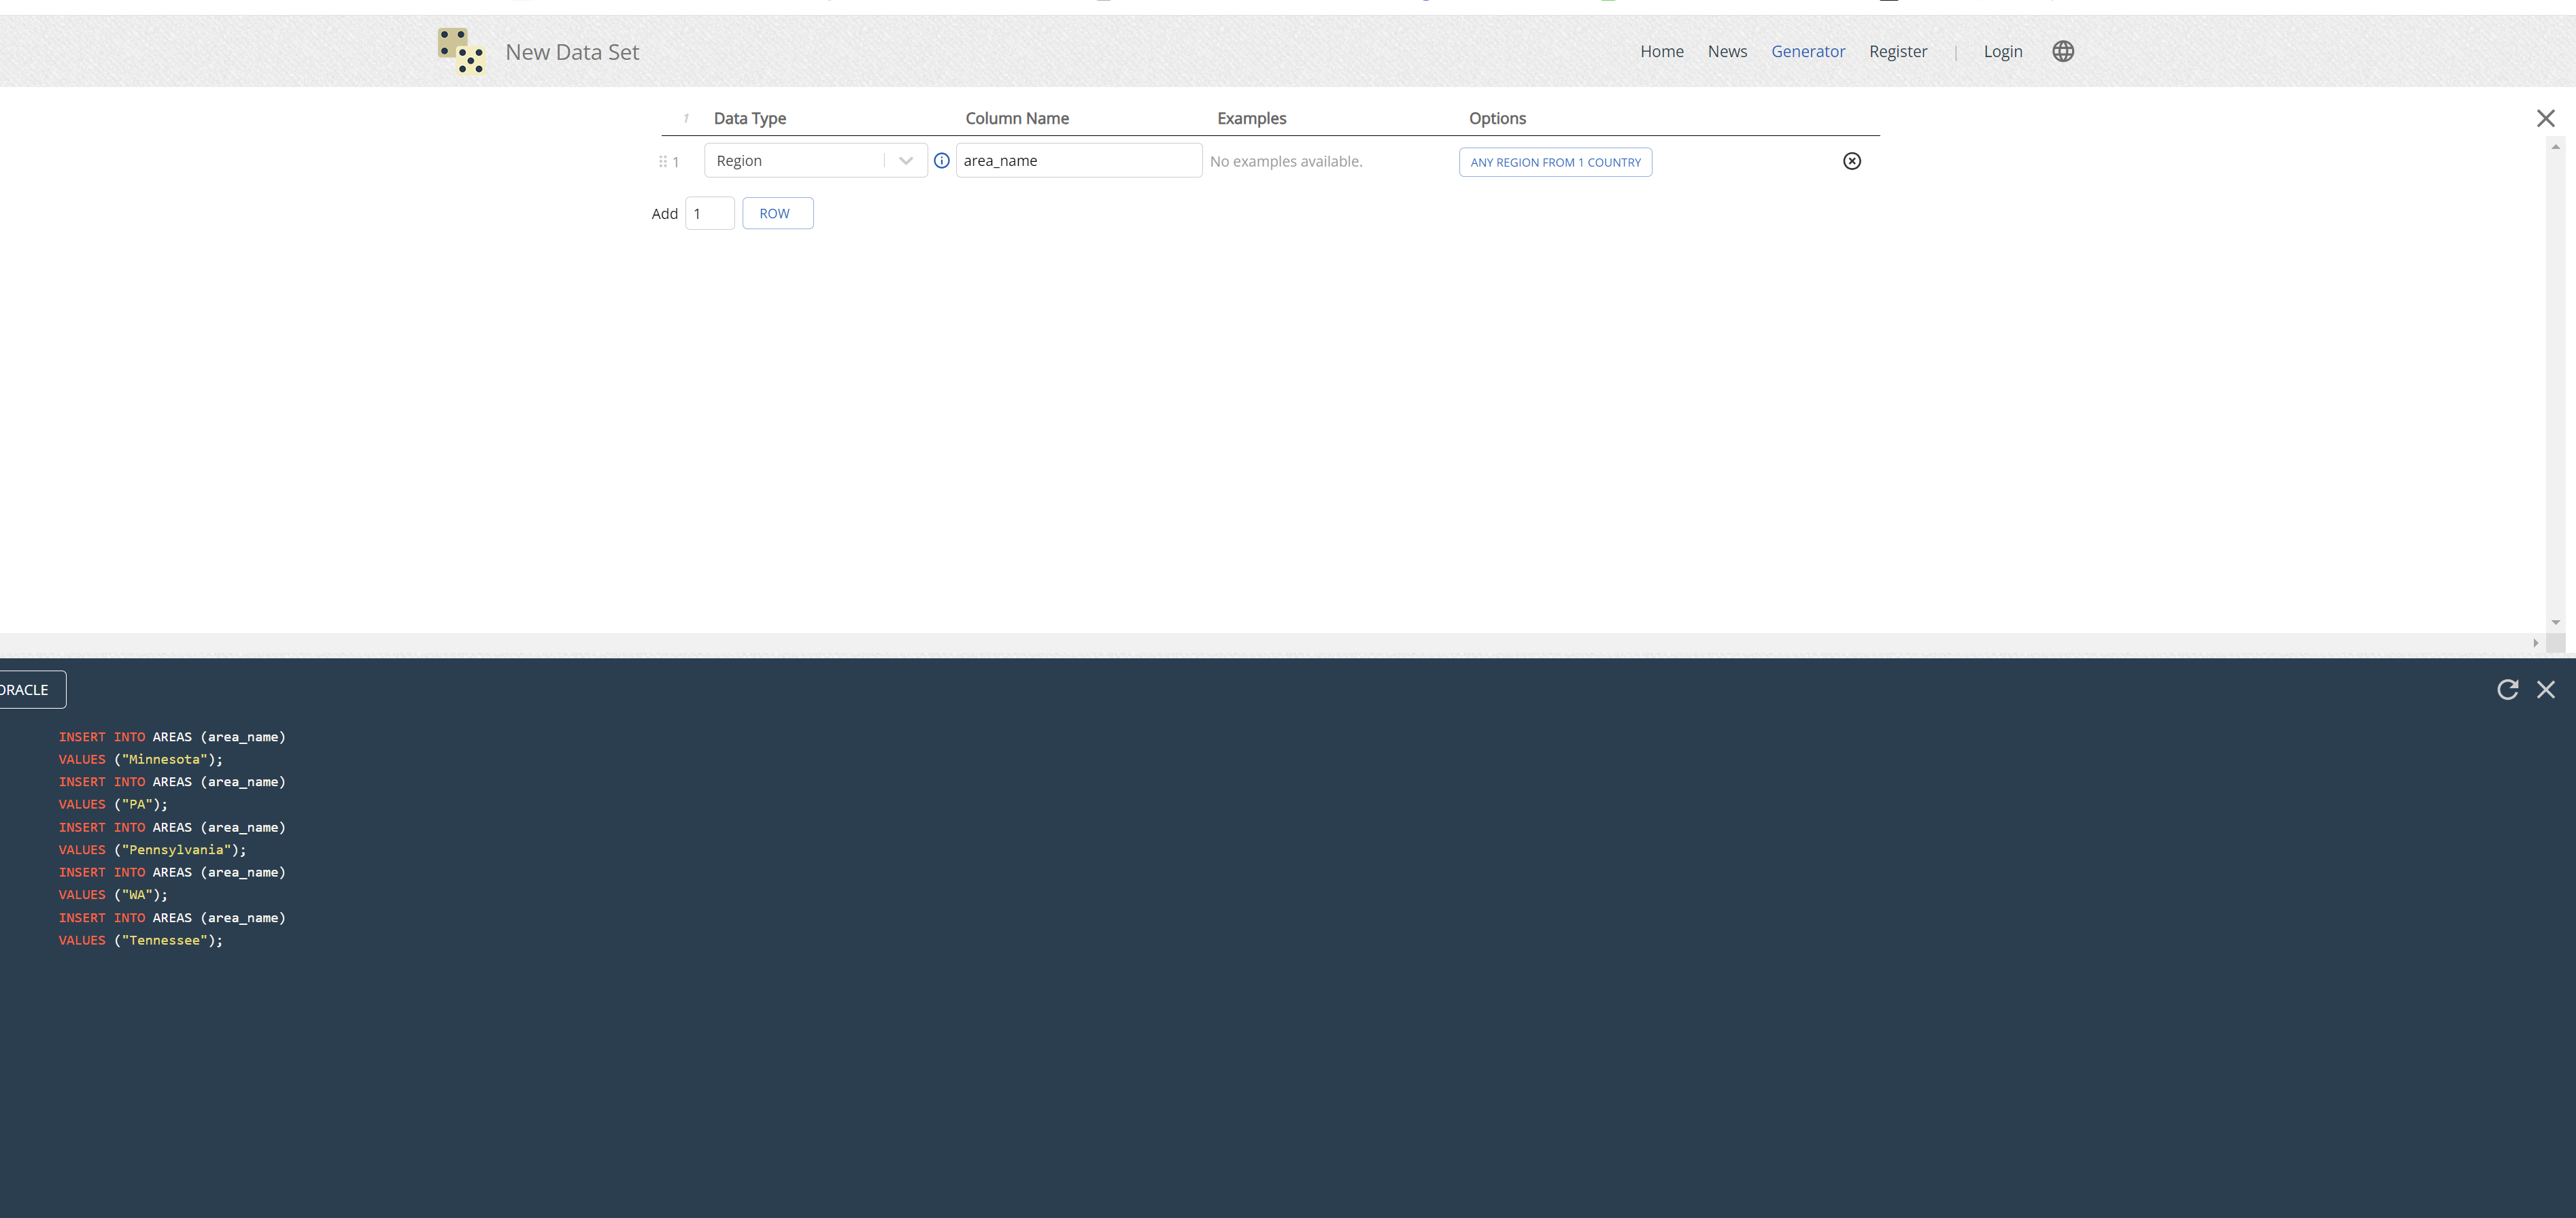 New Data Set
Home News Generator Register | Login
1 Data Type Column Name Examples Options
1 Region area_name No examples available. ANY REGION FROM 1 COUNTRY
Add 1 ROW
ORACLE
INSERT INTO AREAS (area_name)
VALUES ("Minnesota");
INSERT INTO AREAS (area_name)
VALUES ("PA");
INSERT INTO AREAS (area_name)
VALUES ("Pennsylvania");
INSERT INTO AREAS (area_name)
VALUES ("WA");
INSERT INTO AREAS (area_name)
VALUES ("Tennessee");